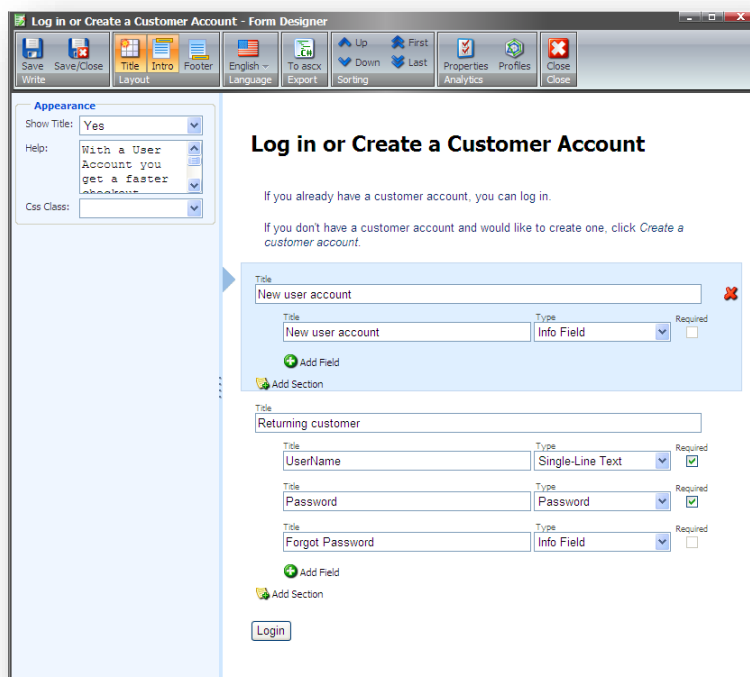 Log in or Create a Customer Account - Form Designer
Save Save/Close Title Intro Footer English To ascx Up First Down Last Properties Profiles Close
C#
Write Layout Language Export Sorting Analytics Close
Appearance
Show Title: Yes
Help: With a User
Account you
get a faster
checkout
Css Class:
Log in or Create a Customer Account
If you already have a customer account, you can log in.
If you don't have a customer account and would like to create one, click Create a
customer account.
Title
New user account
Title Type Required
New user account Info Field
Add Field
Add Section
Title
Returning customer
Title Type Required
UserName Single-Line Text
Title Type Required
Password Password
Title Type Required
Forgot Password Info Field
Add Field
Add Section
Login